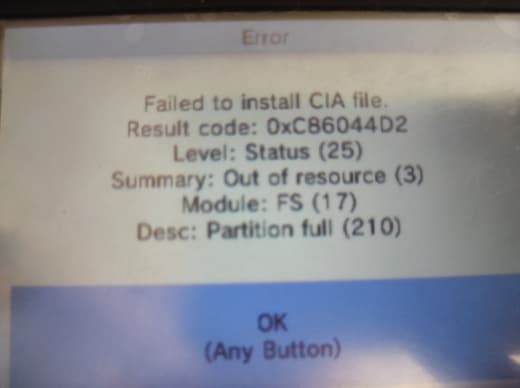 Error
Failed to install CIA file.
Result code: 0xC86044D2
Level: Status (25)
Summary: Out of resource (3)
Module: FS (17)
Desc: Partition full (210)
OK
(Any Button)